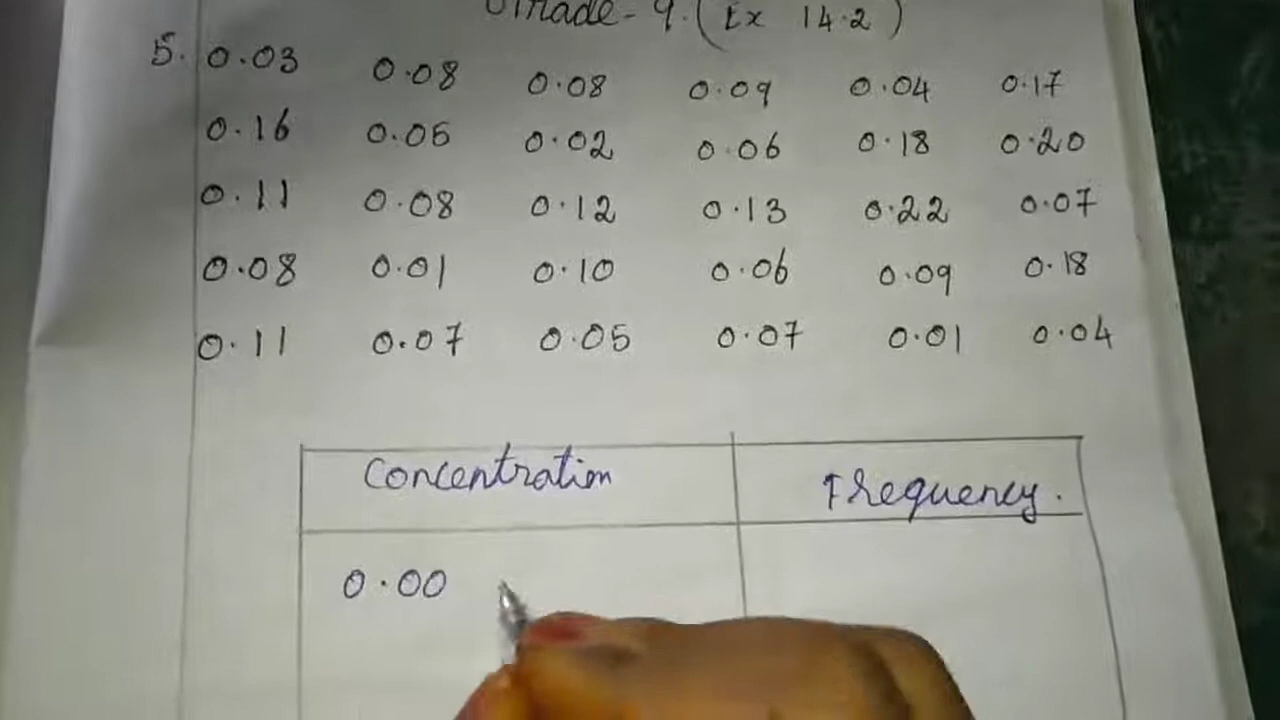 Grade - 9. (Ex 14.2)
5. 0.03 0.08 0.08 0.09 0.04 0.17
0.16 0.05 0.02 0.06 0.18 0.20
0.11 0.08 0.12 0.13 0.22 0.07
0.08 0.01 0.10 0.06 0.09 0.18
0.11 0.07 0.05 0.07 0.01 0.04
Concentration Frequency.
0.00